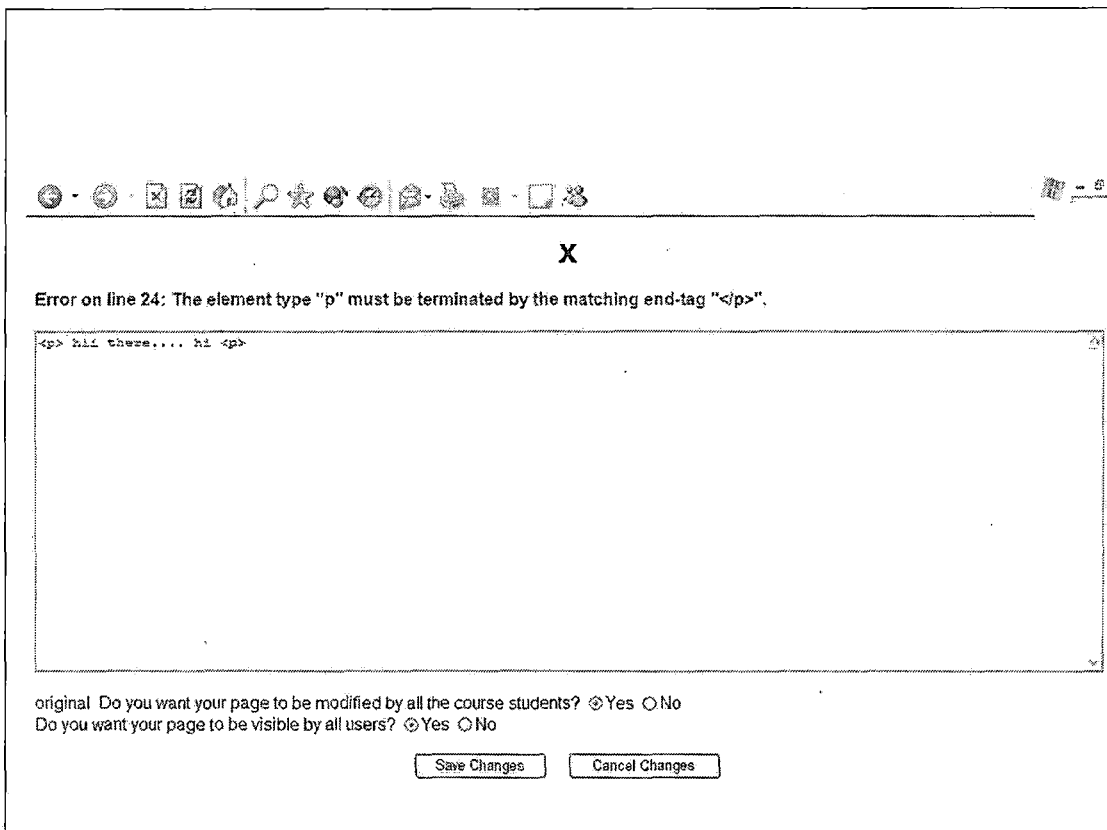 X
Error on line 24: The element type "p" must be terminated by the matching end-tag "</p>".
<p> hii there.... hi <p>
original Do you want your page to be modified by all the course students? Yes No
Do you want your page to be visible by all users? Yes No
Save Changes Cancel Changes